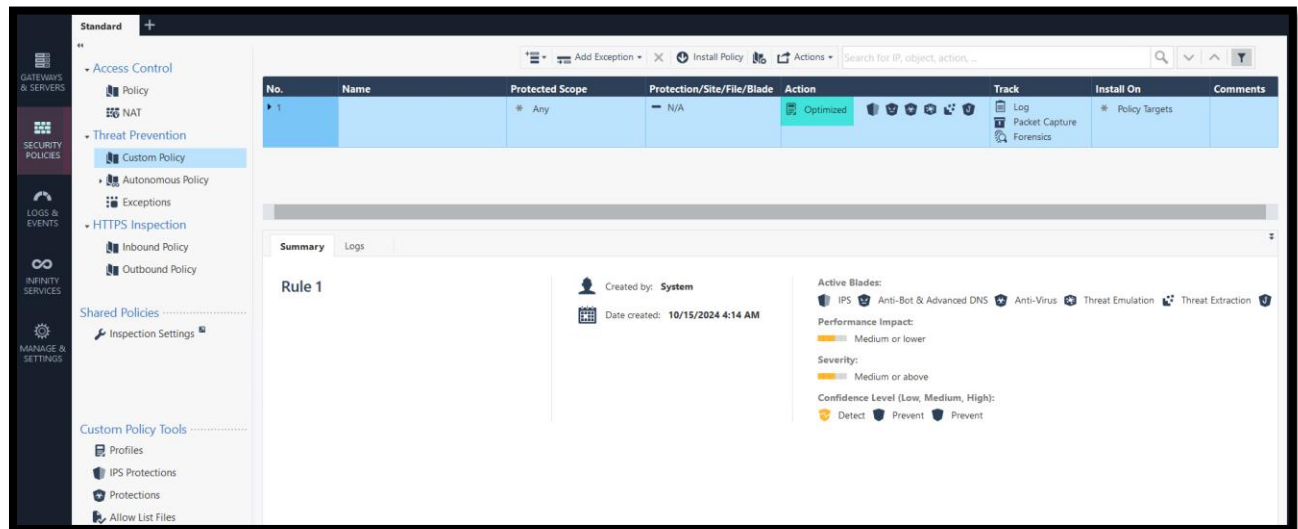 Standard +
GATEWAYS
& SERVERS
SECURITY
POLICIES
LOGS &
EVENTS
INFINITY
SERVICES
MANAGE &
SETTINGS
Access Control
Policy
NAT
Threat Prevention
Custom Policy
Autonomous Policy
Exceptions
HTTPS Inspection
Inbound Policy
Outbound Policy
Shared Policies
Inspection Settings
Custom Policy Tools
Profiles
IPS Protections
Protections
Allow List Files
Add Exception Install Policy Actions Search for IP, object, action, ...
No. Name Protected Scope Protection/Site/File/Blade Action Track Install On Comments
1 * Any N/A Optimized Log * Policy Targets
Packet Capture
Forensics
Summary Logs
Rule 1
Created by: System
Date created: 10/15/2024 4:14 AM
Active Blades:
IPS Anti-Bot & Advanced DNS Anti-Virus Threat Emulation Threat Extraction
Performance Impact:
Medium or lower
Severity:
Medium or above
Confidence Level (Low, Medium, High):
Detect Prevent Prevent